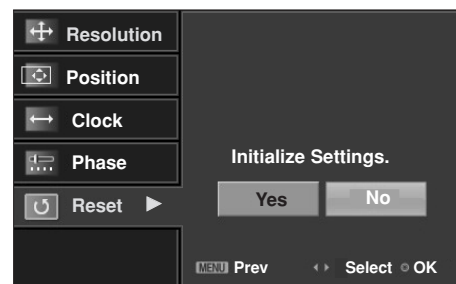 Resolution
Position
Clock
Phase
Reset
Initialize Settings.
Yes No
MENU Prev Select OK